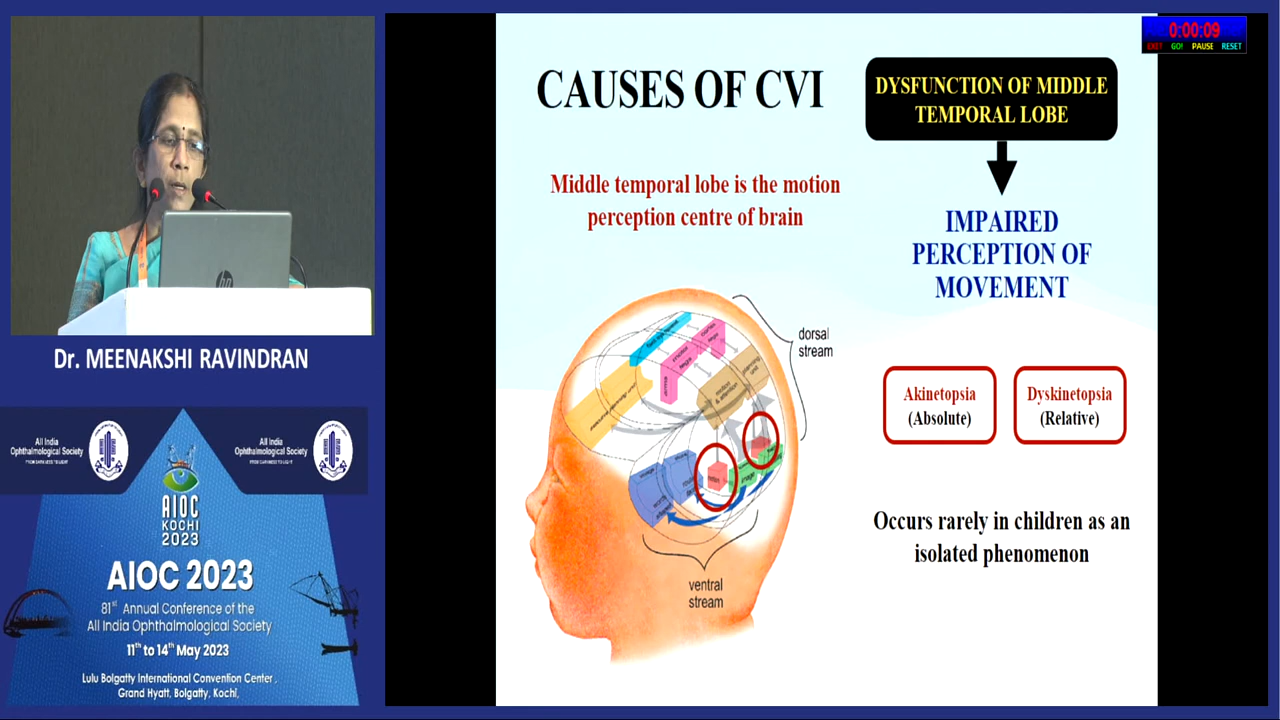 0:00:09
EXIT GO! PAUSE RESET
CAUSES OF CVI
DYSFUNCTION OF MIDDLE
TEMPORAL LOBE
Middle temporal lobe is the motion
perception centre of brain
IMPAIRED
PERCEPTION OF
MOVEMENT
dorsal
stream
Akinetopsia
(Absolute)
Dyskinetopsia
(Relative)
Occurs rarely in children as an
isolated phenomenon
ventral
stream
hp
Dr. MEENAKSHI RAVINDRAN
All India
Ophthalmological Society
All India
Ophthalmological Society
AIOC
KOCHI
2023
AIOC 2023
81st Annual Conference of the
All India Ophthalmological Society
11th to 14th May 2023
Lulu Bolgatty International Convention Center,
Grand Hyatt, Bolgatty, Kochi,